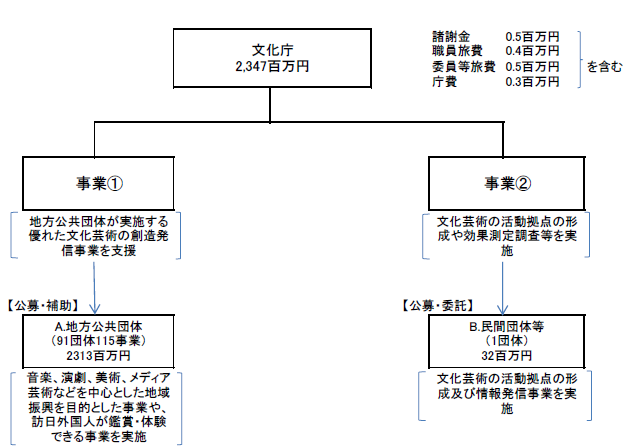 文化庁
2,347百万円
諸謝金 0.5百万円
職員旅費 0.4百万円
委員等旅費 0.5百万円
庁費 0.3百万円
を含む
事業①
地方公共団体が実施する
優れた文化芸術の創造発
信事業を支援
【公募・補助】
A.地方公共団体
（91団体115事業）
2313百万円
音楽、演劇、美術、メディア
芸術などを中心とした地域
振興を目的とした事業や、
訪日外国人が鑑賞・体験
できる事業を実施
事業②
文化芸術の活動拠点の形
成や効果測定調査等を実
施
【公募・委託】
B.民間団体等
（1団体）
32百万円
文化芸術の活動拠点の形
成及び情報発信事業を実
施